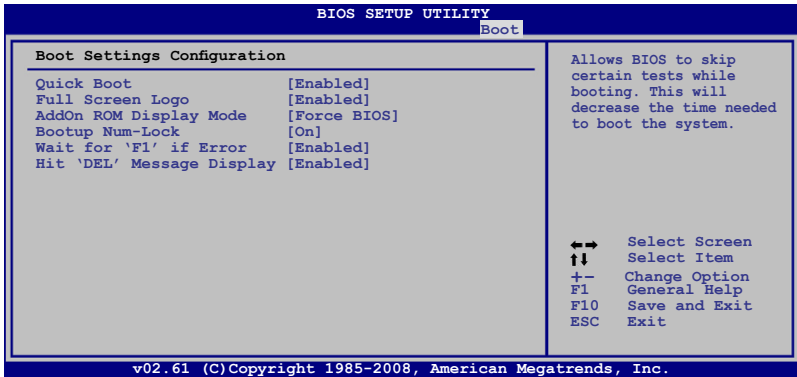 BIOS SETUP UTILITY
Boot
Boot Settings Configuration
Quick Boot [Enabled]
Full Screen Logo [Enabled]
AddOn ROM Display Mode [Force BIOS]
Bootup Num-Lock [On]
Wait for ‘F1’ if Error [Enabled]
Hit ‘DEL’ Message Display [Enabled]
Allows BIOS to skip
certain tests while
booting. This will
decrease the time needed
to boot the system.
←→ Select Screen
↑↓ Select Item
+- Change Option
F1 General Help
F10 Save and Exit
ESC Exit
v02.61 (C)Copyright 1985-2008, American Megatrends, Inc.